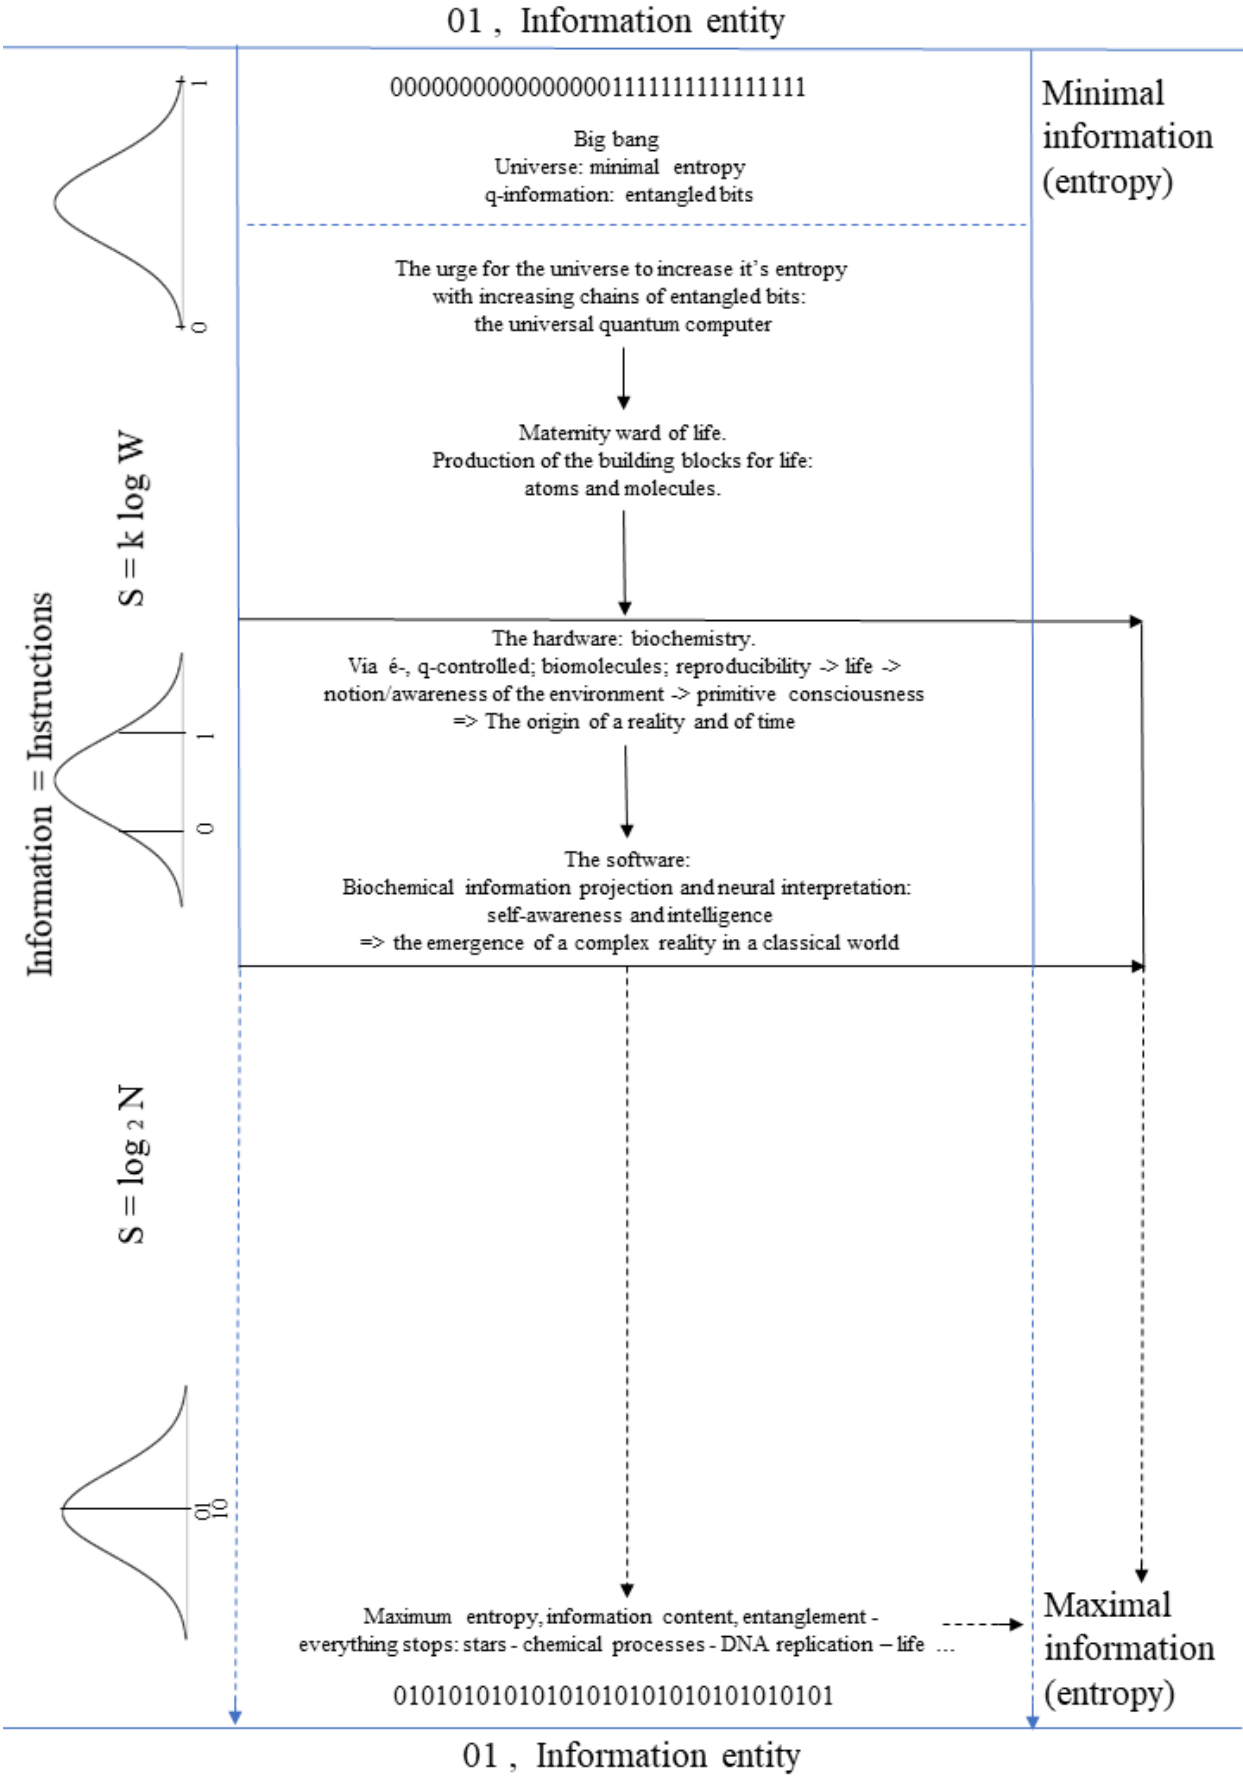 01 , Information entity
0000000000000000111111111111111
Minimal
information
(entropy)
Big bang
Universe: minimal entropy
q-information: entangled bits
1
0
The urge for the universe to increase it's entropy
with increasing chains of entangled bits:
the universal quantum computer
Maternity ward of life.
Production of the building blocks for life:
atoms and molecules.
S = k log W
Information = Instructions
The hardware: biochemistry.
Via é-, q-controlled; biomolecules; reproducibility -> life ->
notion/awareness of the environment -> primitive consciousness
=> The origin of a reality and of time
1
0
The software:
Biochemical information projection and neural interpretation:
self-awareness and intelligence
=> the emergence of a complex reality in a classical world
S = log 2 N
01
10
Maximum entropy, information content, entanglement -
everything stops: stars - chemical processes - DNA replication – life ...
Maximal
information
(entropy)
01010101010101010101010101010101
01 , Information entity